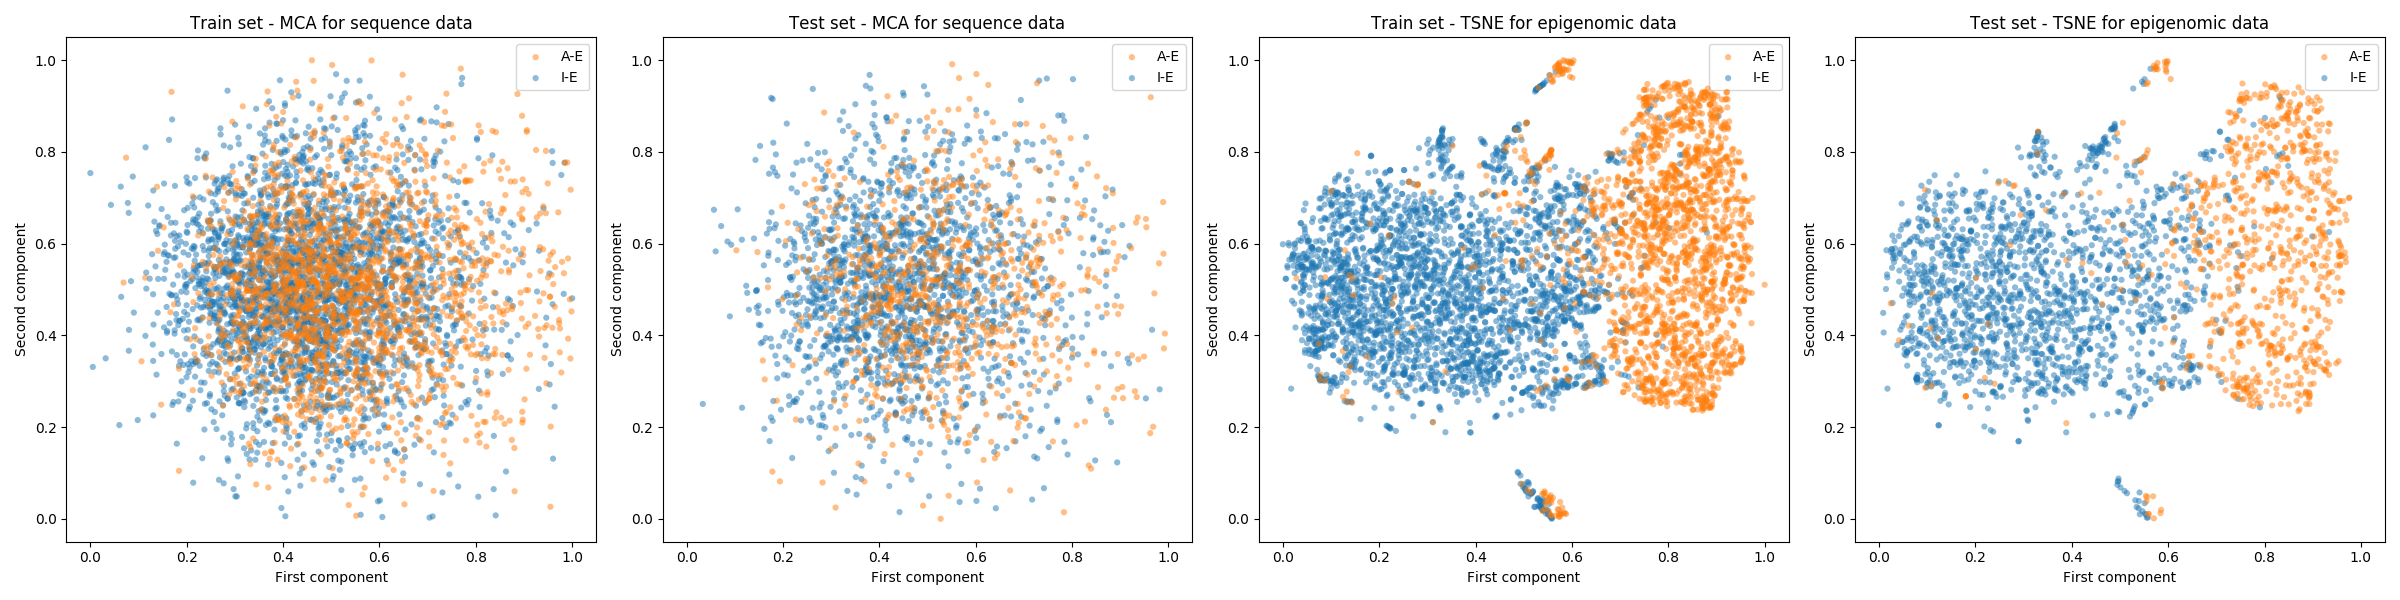 Train set - MCA for sequence data
A-E
I-E
1.0
0.8
0.6
0.4
0.2
0.0
Second component
0.0 0.2 0.4 0.6 0.8 1.0
First component
Test set - MCA for sequence data
A-E
I-E
1.0
0.8
0.6
0.4
0.2
0.0
Second component
0.0 0.2 0.4 0.6 0.8 1.0
First component
Train set - TSNE for epigenomic data
A-E
I-E
1.0
0.8
0.6
0.4
0.2
0.0
Second component
0.0 0.2 0.4 0.6 0.8 1.0
First component
Test set - TSNE for epigenomic data
A-E
I-E
1.0
0.8
0.6
0.4
0.2
0.0
Second component
0.0 0.2 0.4 0.6 0.8 1.0
First component